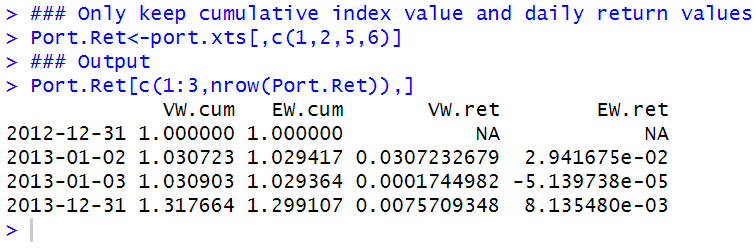 > ### Only keep cumulative index value and daily return values
> Port.Ret<-port.xts[,c(1,2,5,6)]
> ### Output
> Port.Ret[c(1:3,nrow(Port.Ret)),]
             VW.cum   EW.cum       VW.ret        EW.ret
2012-12-31 1.000000 1.000000           NA            NA
2013-01-02 1.030723 1.029417 0.0307232679  2.941675e-02
2013-01-03 1.030903 1.029364 0.0001744982 -5.139738e-05
2013-12-31 1.317664 1.299107 0.0075709348  8.135480e-03
>